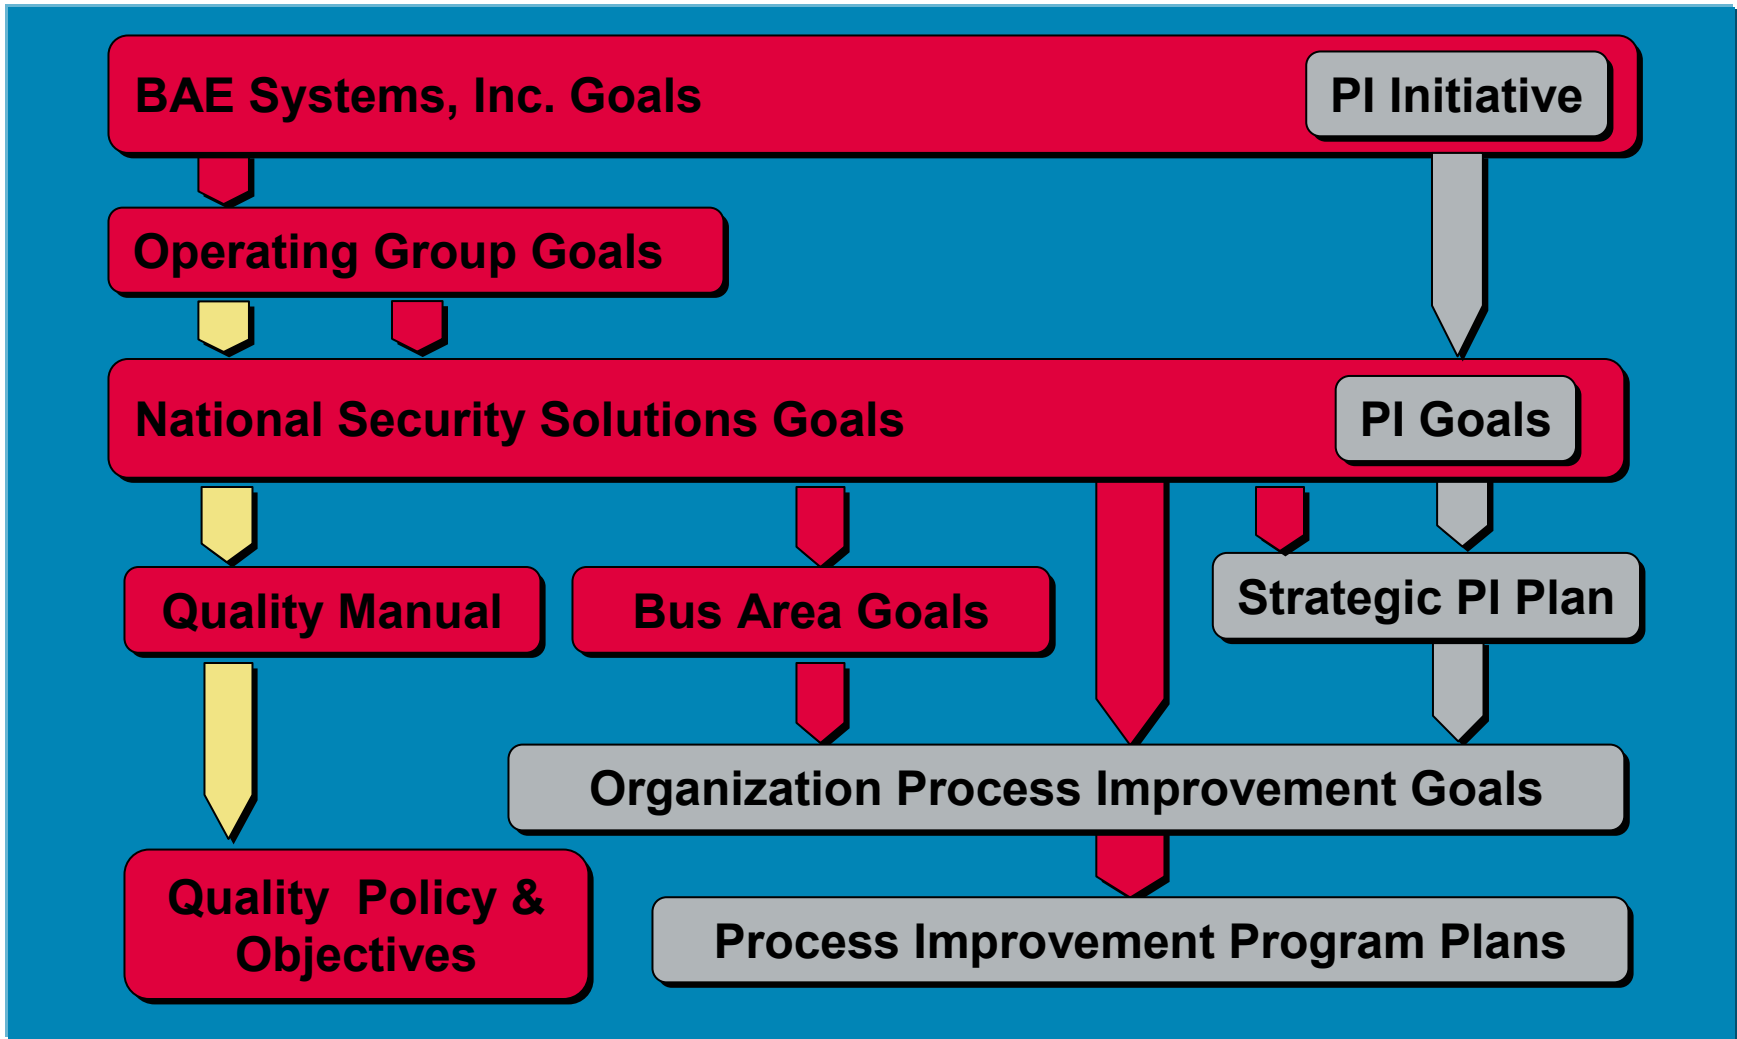 BAE Systems, Inc. Goals
PI Initiative
Operating Group Goals
National Security Solutions Goals
PI Goals
Quality Manual
Bus Area Goals
Strategic PI Plan
Organization Process Improvement Goals
Quality Policy &
Objectives
Process Improvement Program Plans